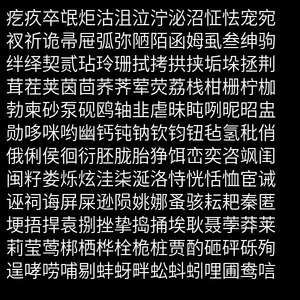 疙疚卒氓炬沽沮泣泞泌沼怔怯宠宛
衩祈诡帚屉弧弥陋陌函姆虱叁绅驹
绊绎契贰玷玲珊拭拷拱挟垢垛拯荆
茸茬荚茵茴荞荠荤荧荔栈柑栅柠枷
勃柬砂泵砚鸥轴韭虐昧盹咧昵昭盅
勋哆咪哟幽钙钝钠钦钧钮毡氢秕俏
俄俐侯徊衍胚胧胎狰饵峦奕咨飒闺
闽籽娄烁炫洼柒涎洛恃恍恬恤宦诫
诬祠诲屏屎逊陨姚娜蚤骇耘耙秦匿
埂捂捍袁捌挫挚捣捅埃耿聂荸莽莱
莉莹莺梆栖桦栓桅桩贾酌砸砰砾殉
逞哮唠哺剔蚌蚜畔蚣蚪蚓哩圃鸯唁